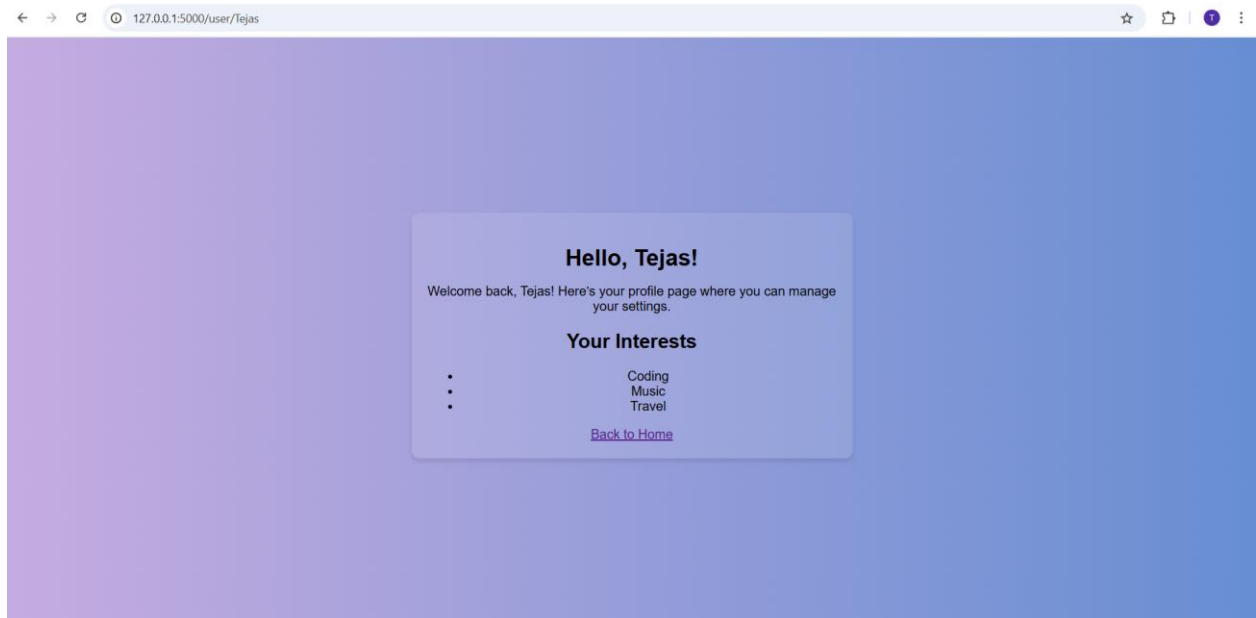 127.0.0.1:5000/user/Tejas
T
Hello, Tejas!
Welcome back, Tejas! Here's your profile page where you can manage
your settings.
Your Interests
• Coding
• Music
• Travel
Back to Home